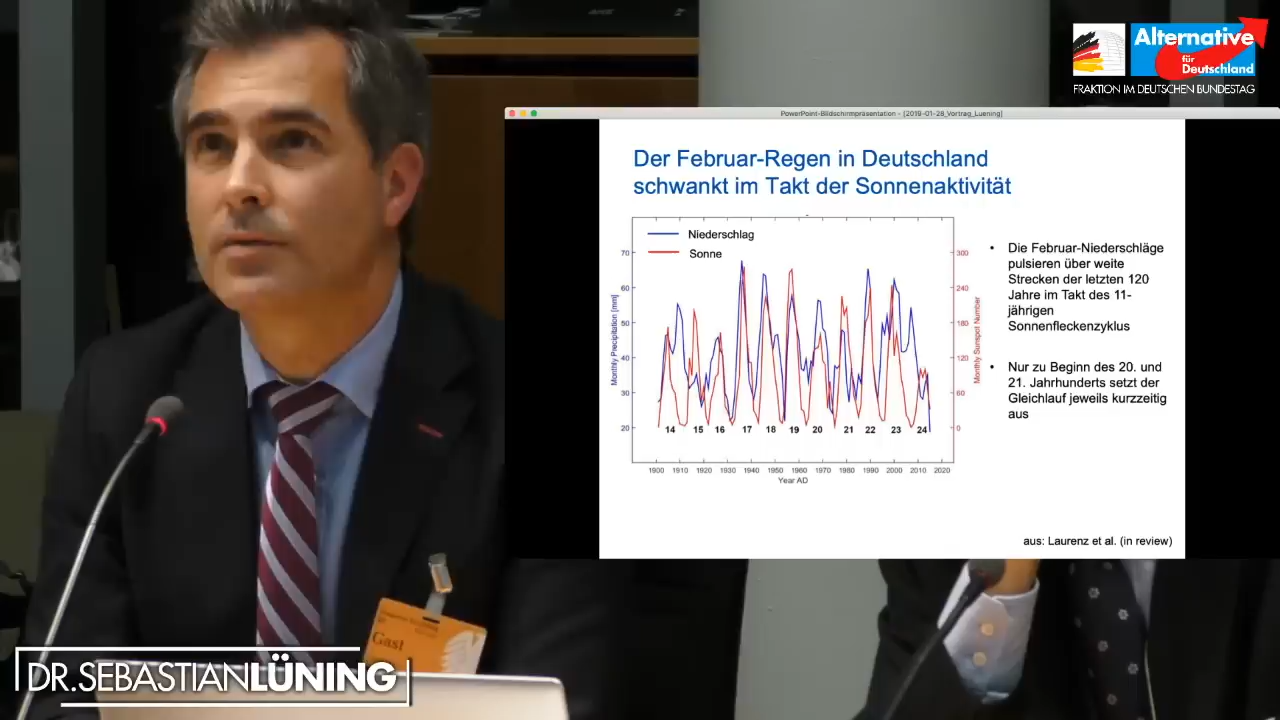 Alternative
für
Deutschland
FRAKTION IM DEUTSCHEN BUNDESTAG
PowerPoint-Bildschirmpräsentation - [2019-01-28_Vortrag_Luening]
Der Februar-Regen in Deutschland
schwankt im Takt der Sonnenaktivität
Niederschlag
Sonne
70
60
50
40
30
20
Monthly Precipitation [mm]
300
240
180
120
60
0
Monthly Sunspot Number
14 15 16 17 18 19 20 21 22 23 24
1900 1910 1920 1930 1940 1950 1960 1970 1980 1990 2000 2010 2020
Year AD
• Die Februar-Niederschläge
pulsieren über weite
Strecken der letzten 120
Jahre im Takt des 11-
jährigen
Sonnenfleckenzyklus
• Nur zu Beginn des 20. und
21. Jahrhunderts setzt der
Gleichlauf jeweils kurzzeitig
aus
aus: Laurenz et al. (in review)
Gast
DR.SEBASTIANLÜNING